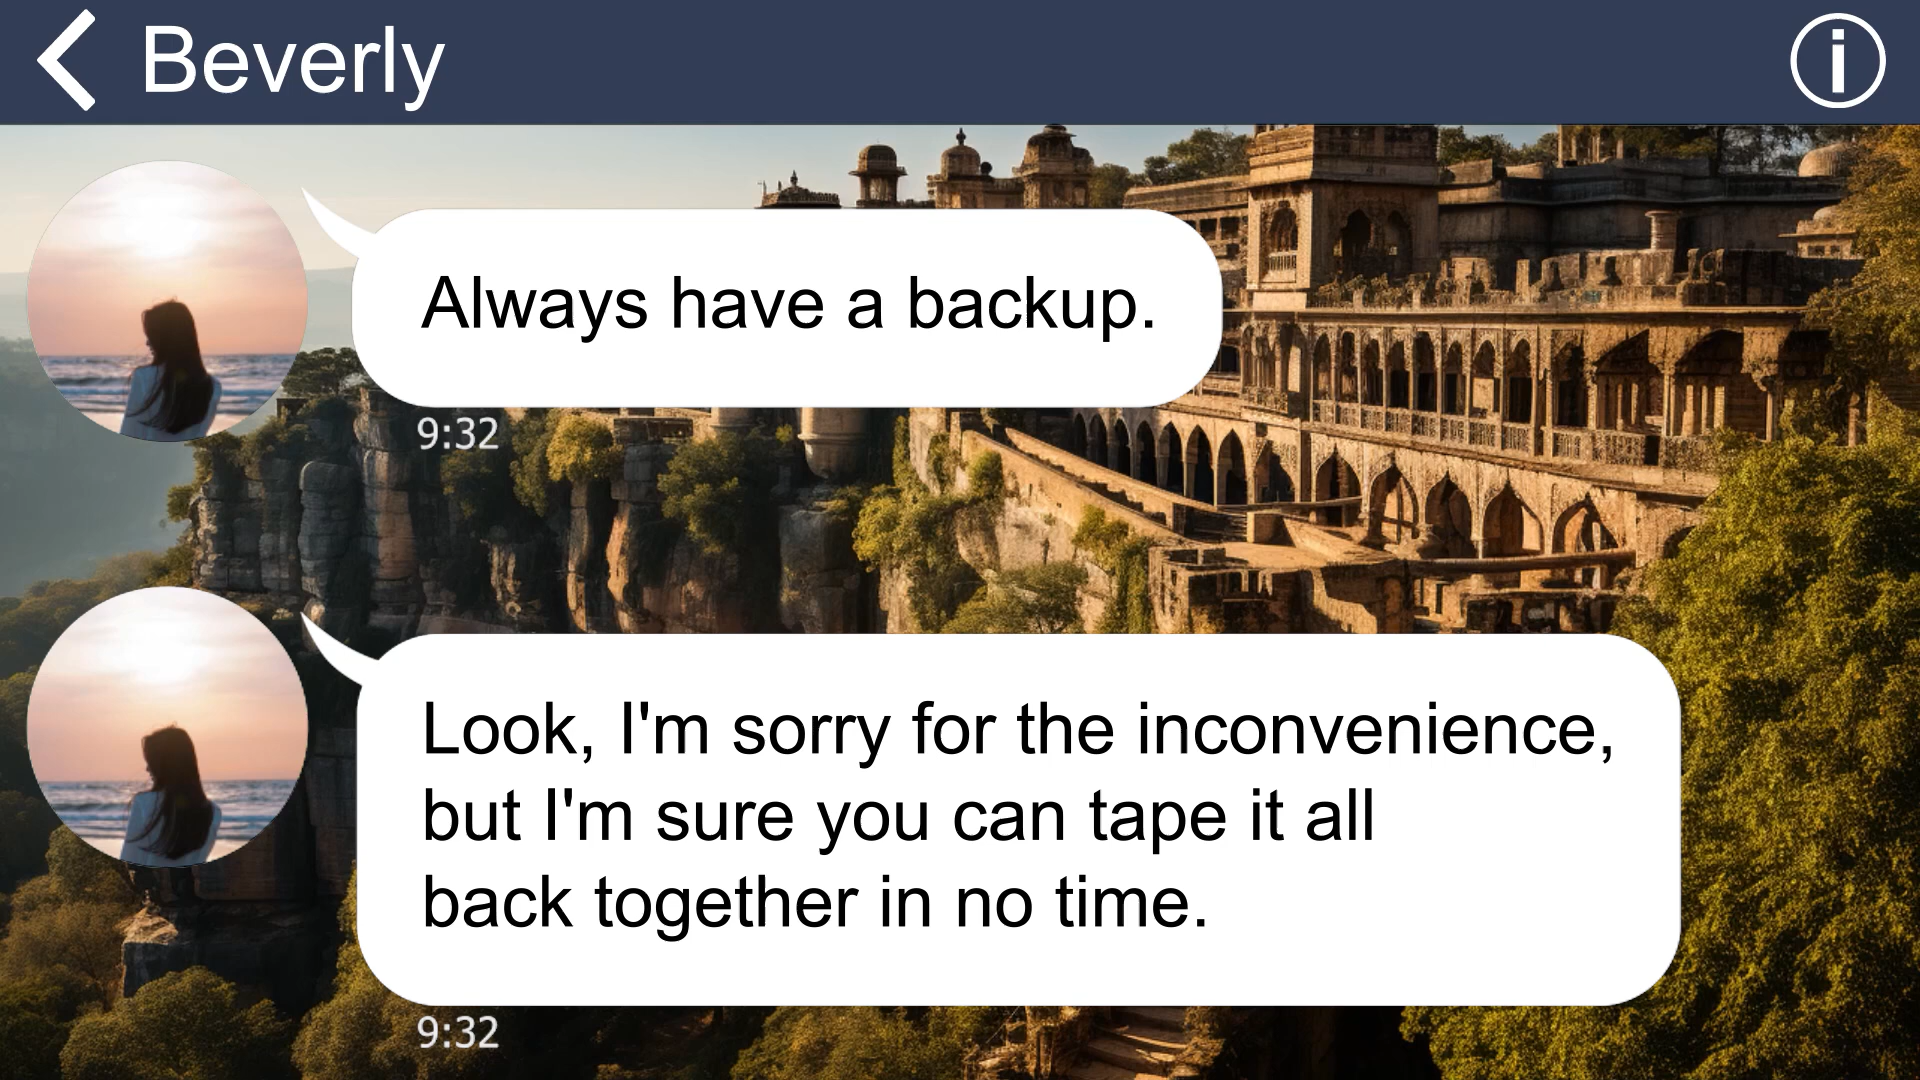 Beverly
Always have a backup.
9:32
Look, I'm sorry for the inconvenience,
but I'm sure you can tape it all
back together in no time.
9:32